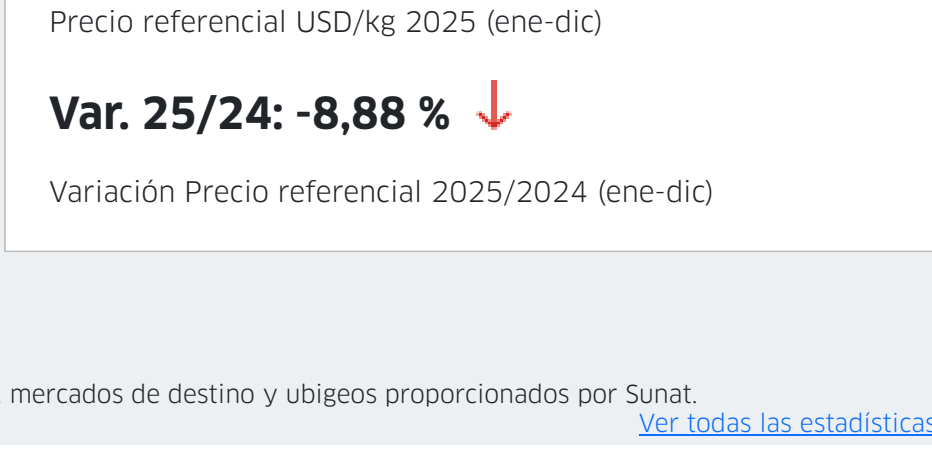 Precio referencial USD/kg 2025 (ene-dic)
Var. 25/24: -8,88 %
Variación Precio referencial 2025/2024 (ene-dic)
mercados de destino y ubigeos proporcionados por Sunat.
Ver todas las estadísticas